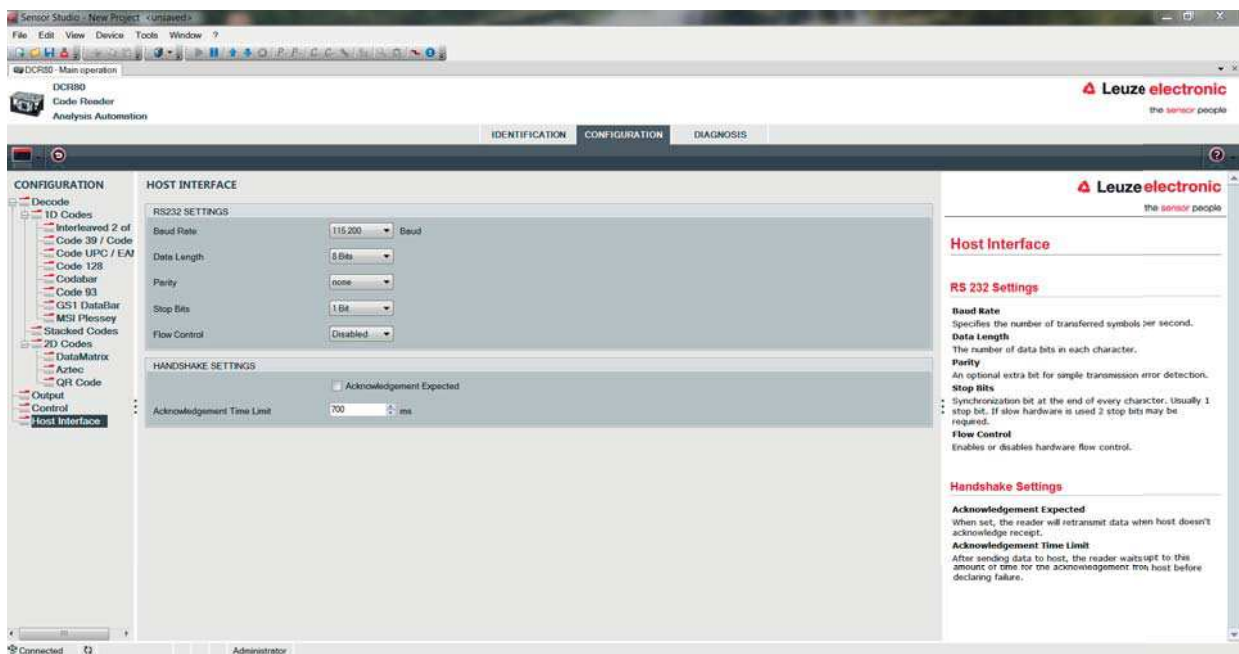 Sensor Studio - New Project <unsaved>
File Edit View Device Tools Window ?
DCR80 - Main operation
DCR80
Code Reader
Analysis Automation
Leuze electronic
the sensor people
IDENTIFICATION CONFIGURATION DIAGNOSIS
CONFIGURATION
Decode
1D Codes
Interleaved 2 of
Code 39 / Code
Code UPC / EAN
Code 128
Codabar
Code 93
GS1 DataBar
MSI Plessey
Stacked Codes
2D Codes
DataMatrix
Aztec
QR Code
Output
Control
Host Interface
HOST INTERFACE
RS232 SETTINGS
Baud Rate 115.200 Baud
Data Length 8 Bits
Parity none
Stop Bits 1 Bit
Flow Control Disabled
HANDSHAKE SETTINGS
Acknowledgement Expected
Acknowledgement Time Limit 700 ms
Leuze electronic
the sensor people
Host Interface
RS 232 Settings
Baud Rate
Specifies the number of transferred symbols per second.
Data Length
The number of data bits in each character.
Parity
An optional extra bit for simple transmission error detection.
Stop Bits
Synchronization bit at the end of every character. Usually 1
stop bit. If slow hardware is used 2 stop bits may be
required.
Flow Control
Enables or disables hardware flow control.
Handshake Settings
Acknowledgement Expected
When set, the reader will retransmit data when host doesn't
acknowledge receipt.
Acknowledgement Time Limit
After sending data to host, the reader waits upt to this
amount of time for the acknowledgement from host before
declaring failure.
Connected Administrator